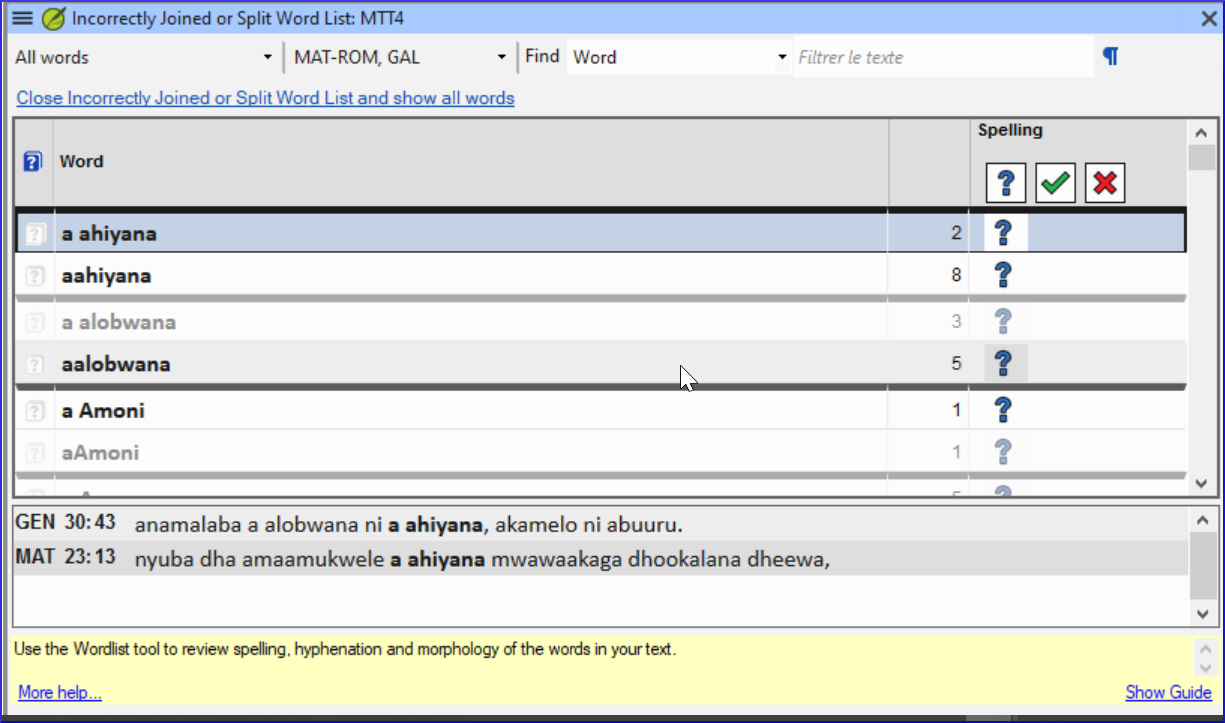 Incorrectly Joined or Split Word List: MTT4
All words MAT-ROM, GAL Find Word Filtrer le texte
Close Incorrectly Joined or Split Word List and show all words
Spelling
Word
a ahiyana 2
aahiyana 8
a alobwana 3
aalobwana 5
a Amoni 1
aAmoni 1
GEN 30:43 anamalaba a alobwana ni a ahiyana, akamelo ni abuuru.
MAT 23:13 nyuba dha amaamukwele a ahiyana mwawaakaga dhookalana dheewa,
Use the Wordlist tool to review spelling, hyphenation and morphology of the words in your text.
More help... Show Guide